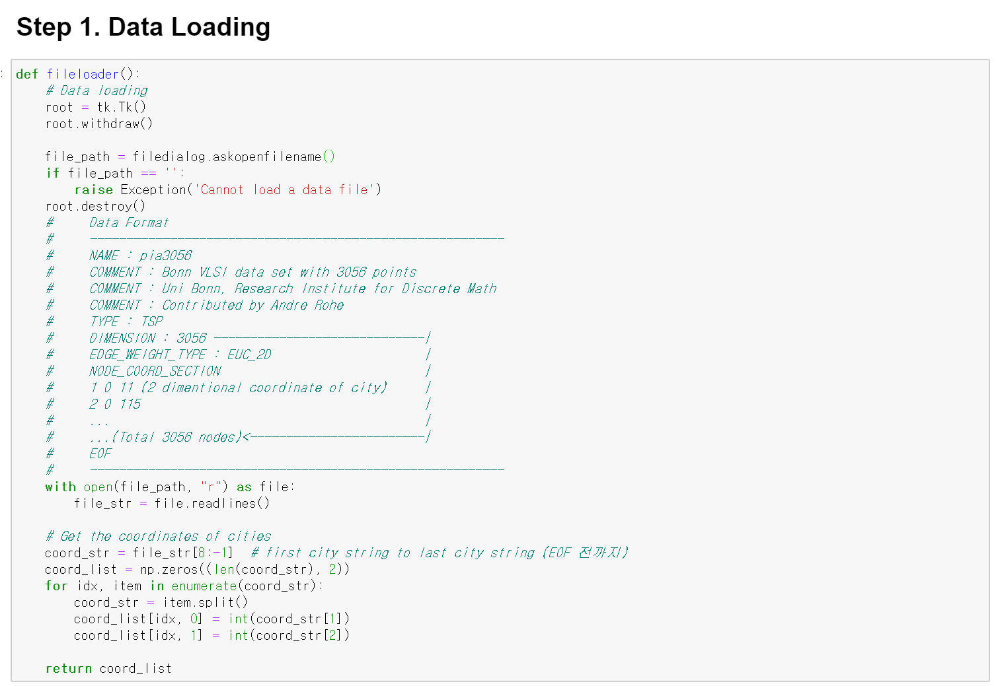 Step 1. Data Loading
def fileloader():
    # Data loading
    root = tk.Tk()
    root.withdraw()
    file_path = filedialog.askopenfilename()
    if file_path == '':
        raise Exception('Cannot load a data file')
    root.destroy()
    #     Data Format
    #     ---------------------------------------------------------
    #     NAME : pia3056
    #     COMMENT : Bonn VLSI data set with 3056 points
    #     COMMENT : Uni Bonn, Research Institute for Discrete Math
    #     COMMENT : Contributed by Andre Rohe
    #     TYPE : TSP
    #     DIMENSION : 3056 -----------------------------|
    #     EDGE_WEIGHT_TYPE : EUC_2D                     |
    #     NODE_COORD_SECTION                            |
    #     1 0 11 (2 dimentional coordinate of city)     |
    #     2 0 115                                       |
    #     ...                                           |
    #     ...(Total 3056 nodes)<------------------------|
    #     EOF
    #     ---------------------------------------------------------
    with open(file_path, "r") as file:
        file_str = file.readlines()
    # Get the coordinates of cities
    coord_str = file_str[8:-1]  # first city string to last city string (EOF 전까지)
    coord_list = np.zeros((len(coord_str), 2))
    for idx, item in enumerate(coord_str):
        coord_str = item.split()
        coord_list[idx, 0] = int(coord_str[1])
        coord_list[idx, 1] = int(coord_str[2])
    return coord_list